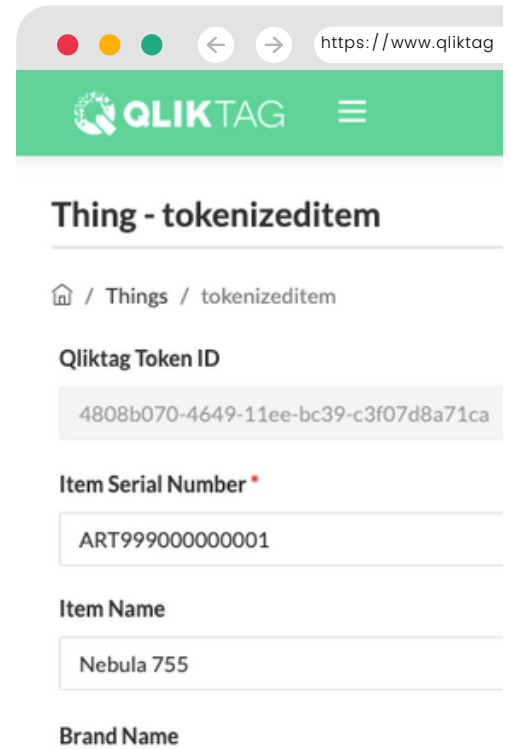 https://www.qliktag
QLIKTAG
Thing - tokenizeditem
/ Things / tokenizeditem
Qliktag Token ID
4808b070-4649-11ee-bc39-c3f07d8a71ca
Item Serial Number *
ART999000000001
Item Name
Nebula 755
Brand Name